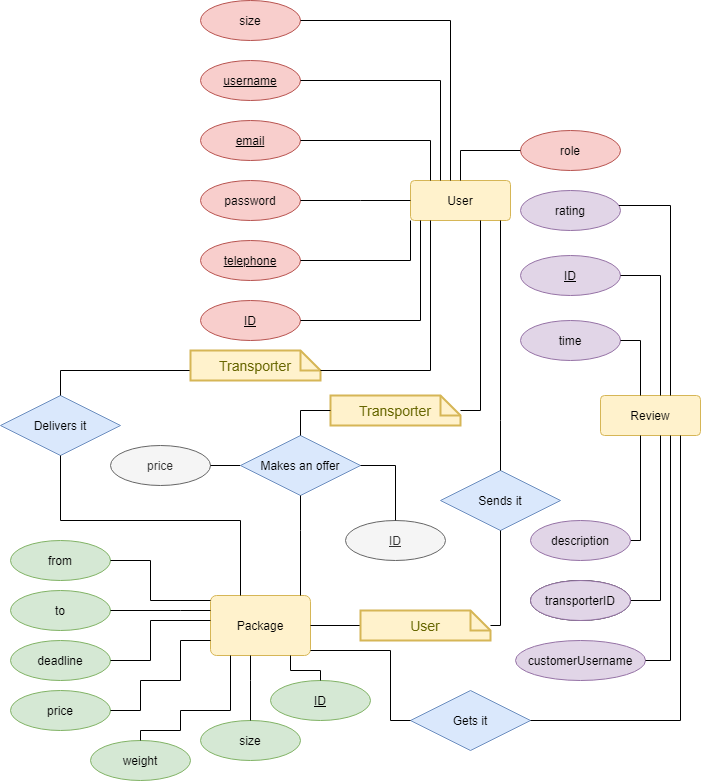 size
username
email
role
password
User
rating
telephone
ID
ID
time
Transporter
Transporter
Review
Delivers it
price
Makes an offer
Sends it
ID
description
from
to
transporterID
Package
User
deadline
customerUsername
price
ID
Gets it
size
weight